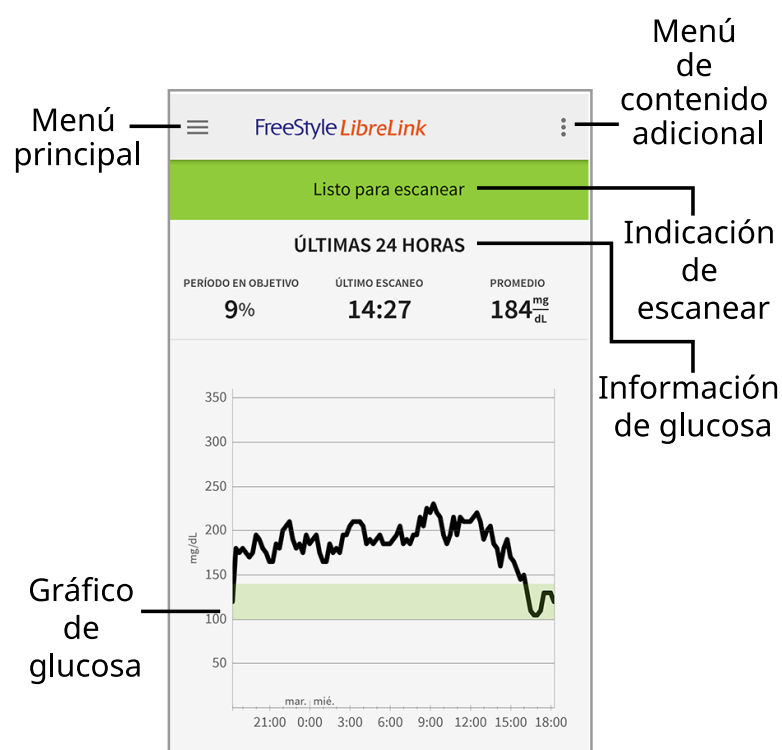 Menú
de
contenido
adicional
Menú
principal
FreeStyle LibreLink
Listo para escanear
Indicación
de
escanear
ÚLTIMAS 24 HORAS
PERÍODO EN OBJETIVO
9%
ÚLTIMO ESCANEO
14:27
PROMEDIO
184 mg/dL
Información
de glucosa
350
300
250
200
150
100
50
mg/dL
Gráfico
de
glucosa
mar. mié.
21:00 0:00 3:00 6:00 9:00 12:00 15:00 18:00